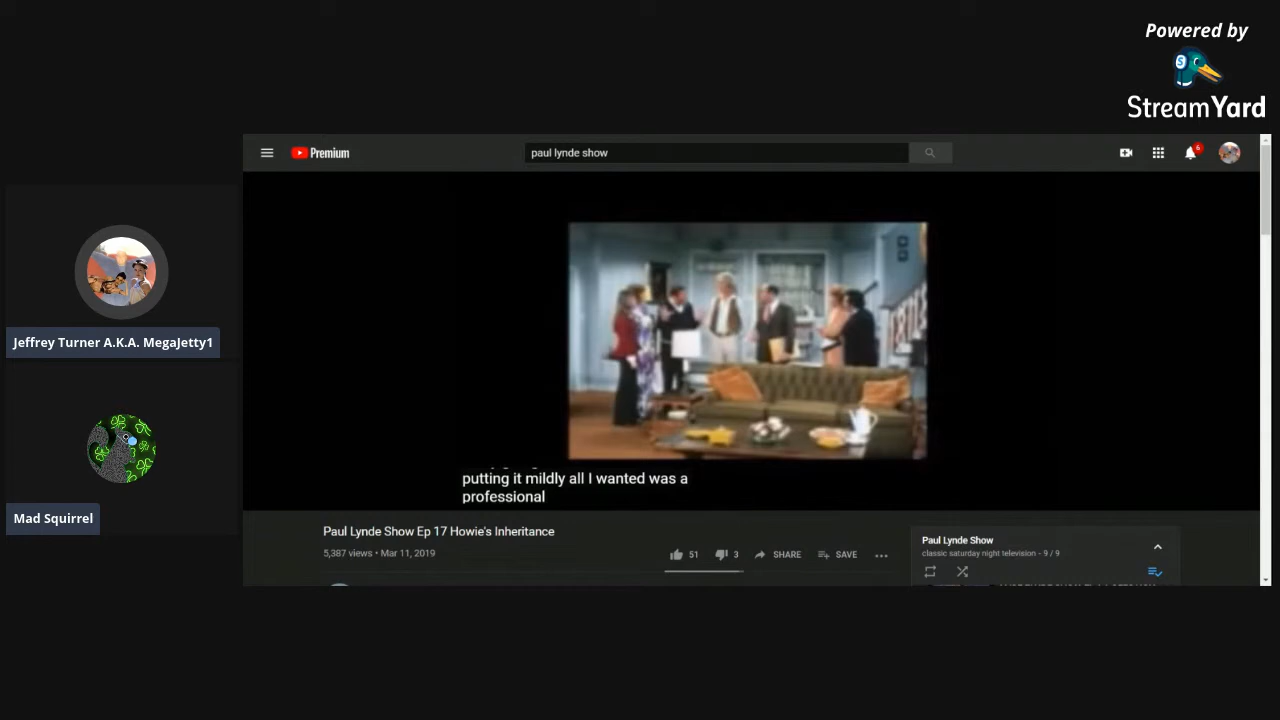 Powered by
StreamYard
Premium
paul lynde show
6
Jeffrey Turner A.K.A. MegaJetty1
Mad Squirrel
putting it mildly all I wanted was a
professional
Paul Lynde Show Ep 17 Howie's Inheritance
5,387 views • Mar 11, 2019
51
3
SHARE
SAVE
Paul Lynde Show
classic saturday night television - 9 / 9